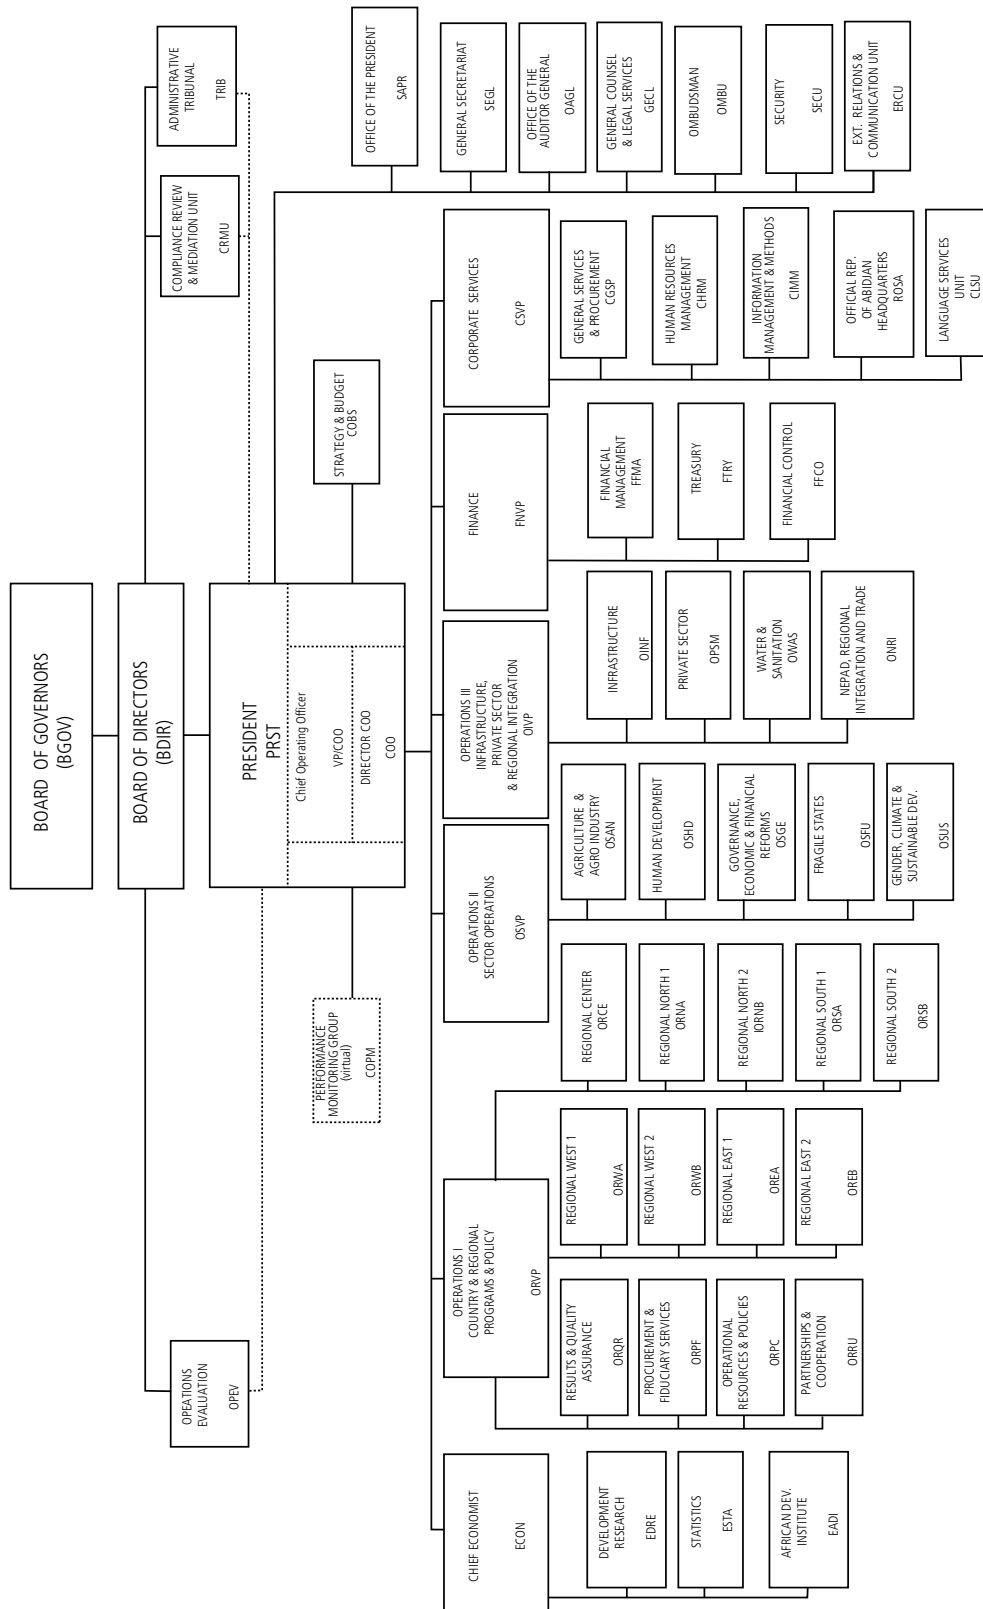 BOARD OF GOVERNORS
(BGOV)
BOARD OF DIRECTORS
(BDIR)
ADMINISTRATIVE
TRIBUNAL
TRIB
COMPLIANCE REVIEW
& MEDIATION UNIT
CRMU
OPEATIONS
EVALUATION
OPEV
PRESIDENT
PRST
Chief Operating Officer
VP/COO
DIRECTOR COO
COO
PERFORMANCE
MONITORING GROUP
(virtual)
COPM
STRATEGY & BUDGET
COBS
OFFICE OF THE PRESIDENT
SAPR
GENERAL SECRETARIAT
SEGL
OFFICE OF THE
AUDITOR GENERAL
OAGL
GENERAL COUNSEL
& LEGAL SERVICES
GECL
OMBUDSMAN
OMBU
SECURITY
SECU
EXT. RELATIONS &
COMMUNICATION UNIT
ERCU
CHIEF ECONOMIST
ECON
DEVELOPMENT
RESEARCH
EDRE
STATISTICS
ESTA
AFRICAN DEV.
INSTITUTE
EADI
OPERATIONS I
COUNTRY & REGIONAL
PROGRAMS & POLICY
ORVP
RESULTS & QUALITY
ASSURANCE
ORQR
PROCUREMENT &
FIDUCIARY SERVICES
ORPF
OPERATIONAL
RESOURCES & POLICIES
ORPC
PARTNERSHIPS &
COOPERATION
ORRU
REGIONAL WEST 1
ORWA
REGIONAL WEST 2
ORWB
REGIONAL EAST 1
OREA
REGIONAL EAST 2
OREB
REGIONAL CENTER
ORCE
REGIONAL NORTH 1
ORNA
REGIONAL NORTH 2
IORNB
REGIONAL SOUTH 1
ORSA
REGIONAL SOUTH 2
ORSB
OPERATIONS II
SECTOR OPERATIONS
OSVP
AGRICULTURE &
AGRO INDUSTRY
OSAN
HUMAN DEVELOPMENT
OSHD
GOVERNANCE,
ECONOMIC & FINANCIAL
REFORMS
OSGE
FRAGILE STATES
OSFU
GENDER, CLIMATE &
SUSTAINABLE DEV.
OSUS
OPERATIONS III
INFRASTRUCTURE,
PRIVATE SECTOR
& REGIONAL INTEGRATION
OIVP
INFRASTRUCTURE
OINF
PRIVATE SECTOR
OPSM
WATER &
SANITATION
OWAS
NEPAD, REGIONAL
INTEGRATION AND TRADE
ONRI
FINANCE
FNVP
FINANCIAL
MANAGEMENT
FFMA
TREASURY
FTRY
FINANCIAL CONTROL
FFCO
CORPORATE SERVICES
CSVP
GENERAL SERVICES
& PROCUREMENT
CGSP
HUMAN RESOURCES
MANAGEMENT
CHRM
INFORMATION
MANAGEMENT & METHODS
CIMM
OFFICIAL REP.
OF ABIDJAN
HEADQUARTERS
ROSA
LANGUAGE SERVICES
UNIT
CLSU